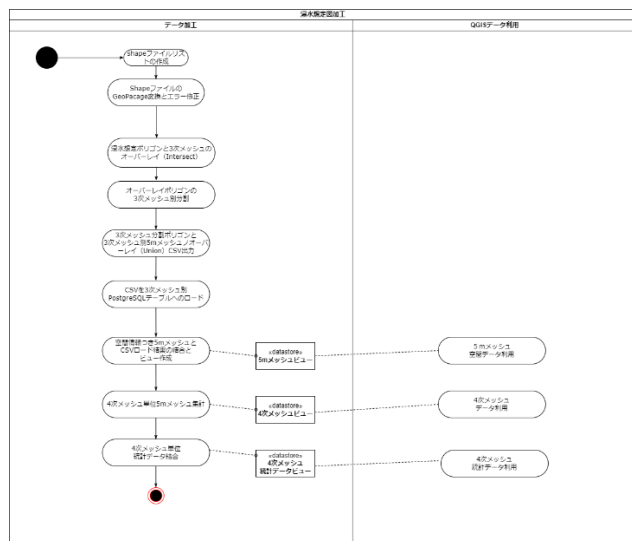 浸水想定図加工
データ加工
QGISデータ利用
Shapeファイルリス
トの作成
Shapeファイルの
GeoPacage変換とエラー修正
浸水想定ポリゴンと3次メッシュの
オーバーレイ（Intersect）
オーバーレイポリゴンの
3次メッシュ別分割
3次メッシュ分割ポリゴンと
3次メッシュ別5mメッシュノオーバ
ーレイ（Union）CSV出力
CSVを3次メッシュ別
PostgreSQLテーブルへのロード
空間情報つき5mメッシュと
CSVロード結果の結合と
ビュー作成
«datastore»
5mメッシュビュー
５mメッシュ
空間データ利用
4次メッシュ単位5mメッシュ集計
«datastore»
4次メッシュビュー
4次メッシュ
データ利用
4次メッシュ単位
統計データ結合
«datastore»
4次メッシュ
統計データビュー
4次メッシュ
統計データ利用